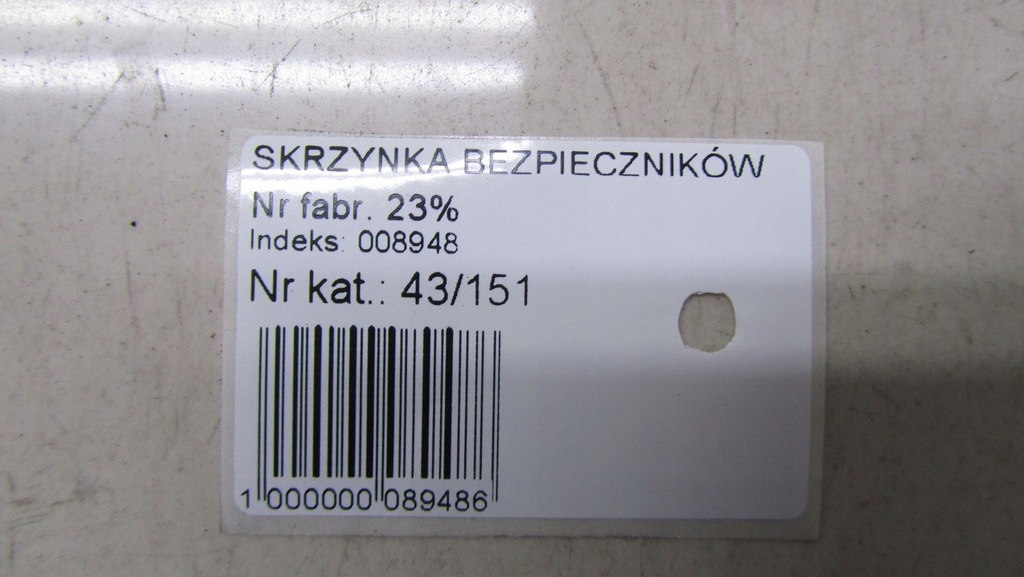 SKRZYNKA BEZPIECZNIKÓW
Nr fabr. 23%
Indeks: 008948
Nr kat.: 43/151
1 000000 089486